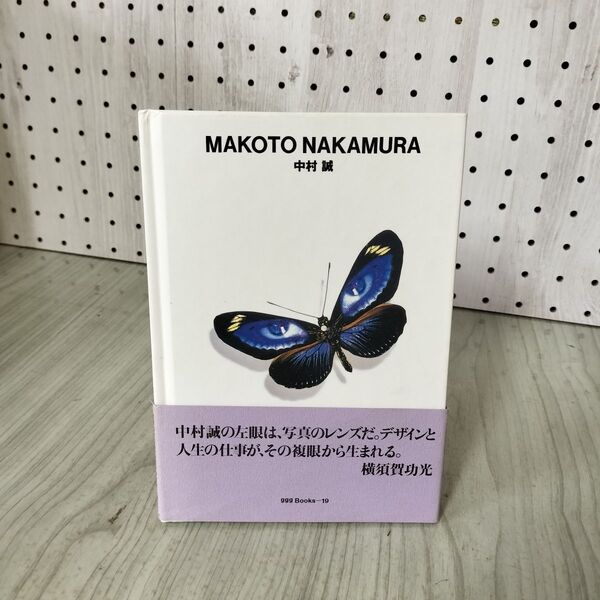 MAKOTO NAKAMURA
中村 誠
中村誠の左眼は、写真のレンズだ。デザインと
人生の仕事が、その複眼から生まれる。
横須賀功光
ggg Books—19